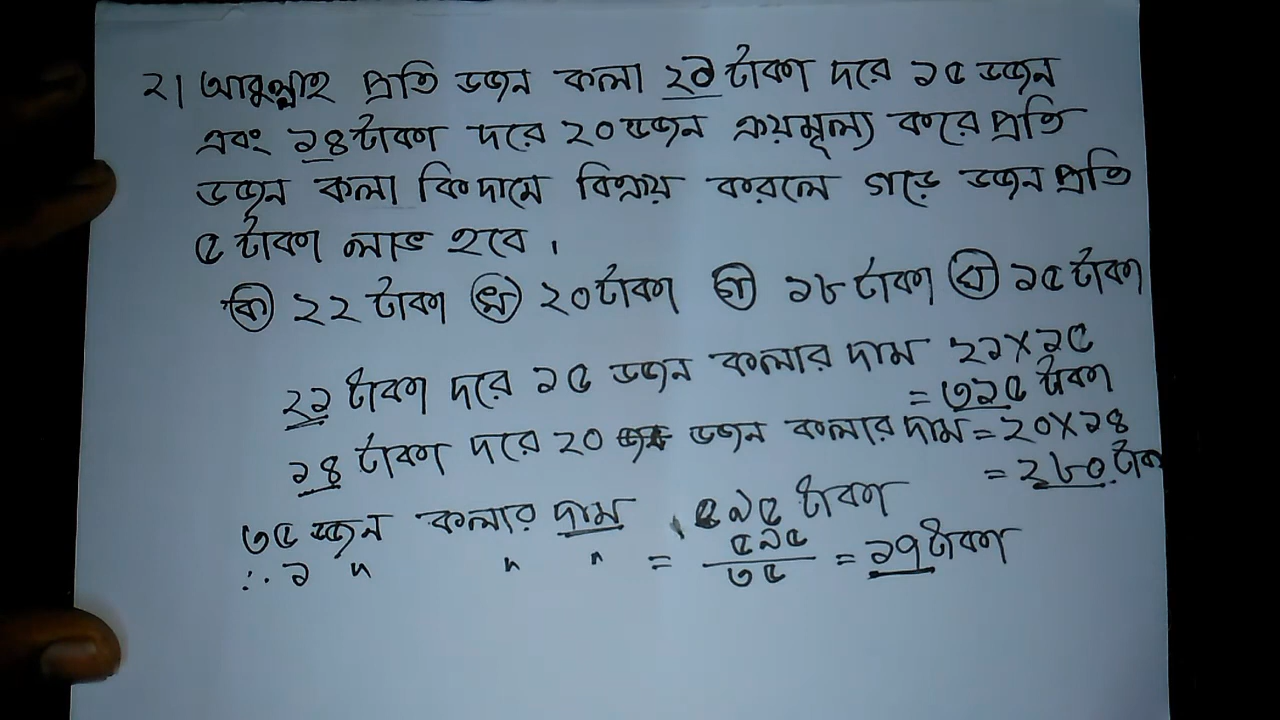 ২। আব্দুল্লাহ প্রতি ডজন কলা ২১ টাকা দরে ১৫ ডজন
এবং ১৪ টাকা দরে ২০ ডজন ক্রয়মূল্য করে প্রতি
ডজন কলা কি দামে বিক্রয় করলে গড়ে ডজন প্রতি
৫ টাকা লাভ হবে ।
ক ২২ টাকা খ ২০ টাকা গ ১৮ টাকা ঘ ১৫ টাকা
২১ টাকা দরে ১৫ ডজন কলার দাম ২১×১৫
= ৩১৫ টাকা
১৪ টাকা দরে ২০ ডজন কলার দাম = ২০×১৪
= ২৮০ টাকা
৩৫ ডজন কলার দাম ৫৯৫ টাকা
∴ ১ " " " = ৫৯৫/৩৫ = ১৭ টাকা